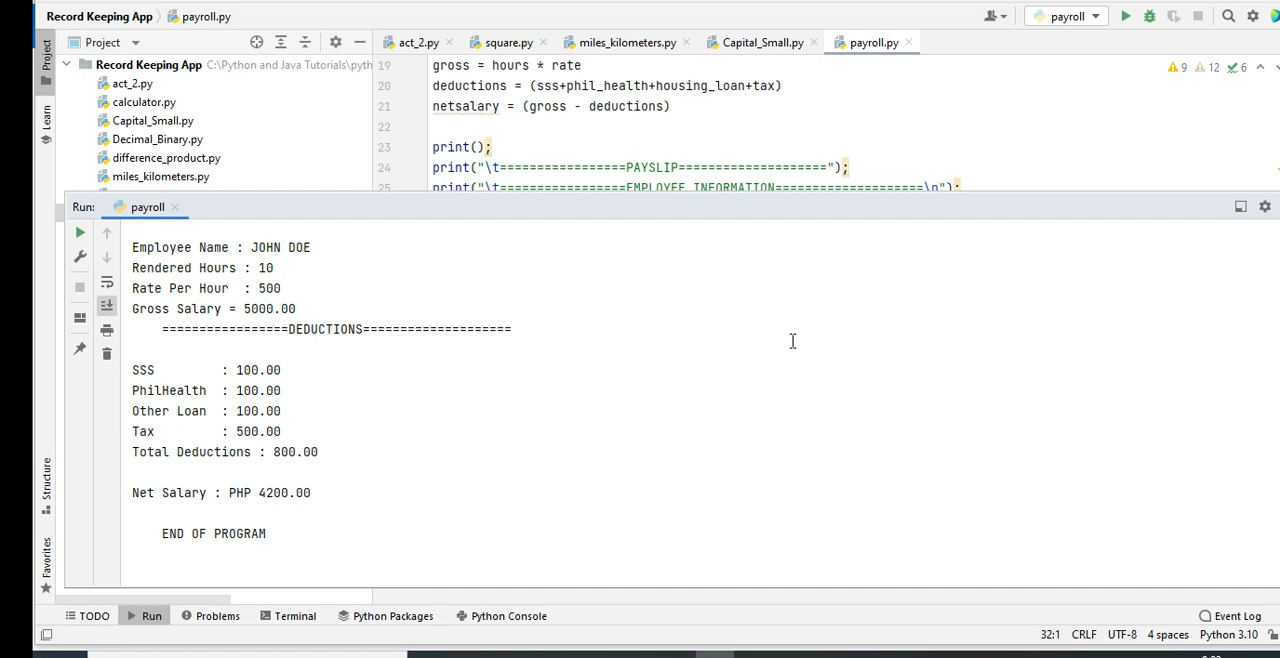 Record Keeping App payroll.py payroll
Project act_2.py square.py miles_kilometers.py Capital_Small.py payroll.py
Project
Learn
Structure
Favorites
Record Keeping App C:\Python and Java Tutorials\pyth
act_2.py
calculator.py
Capital_Small.py
Decimal_Binary.py
difference_product.py
miles_kilometers.py
19 gross = hours * rate
20 deductions = (sss+phil_health+housing_loan+tax)
21 netsalary = (gross - deductions)
22
23 print();
24 print("\t=================PAYSLIP====================");
25 print("\t=================EMPLOYEE INFORMATION====================\n");
9 12 6
Run: payroll
Employee Name : JOHN DOE
Rendered Hours : 10
Rate Per Hour  : 500
Gross Salary = 5000.00
=================DEDUCTIONS====================
SSS         : 100.00
PhilHealth  : 100.00
Other Loan  : 100.00
Tax         : 500.00
Total Deductions : 800.00
Net Salary : PHP 4200.00
END OF PROGRAM
TODO Run Problems Terminal Python Packages Python Console Event Log
32:1 CRLF UTF-8 4 spaces Python 3.10